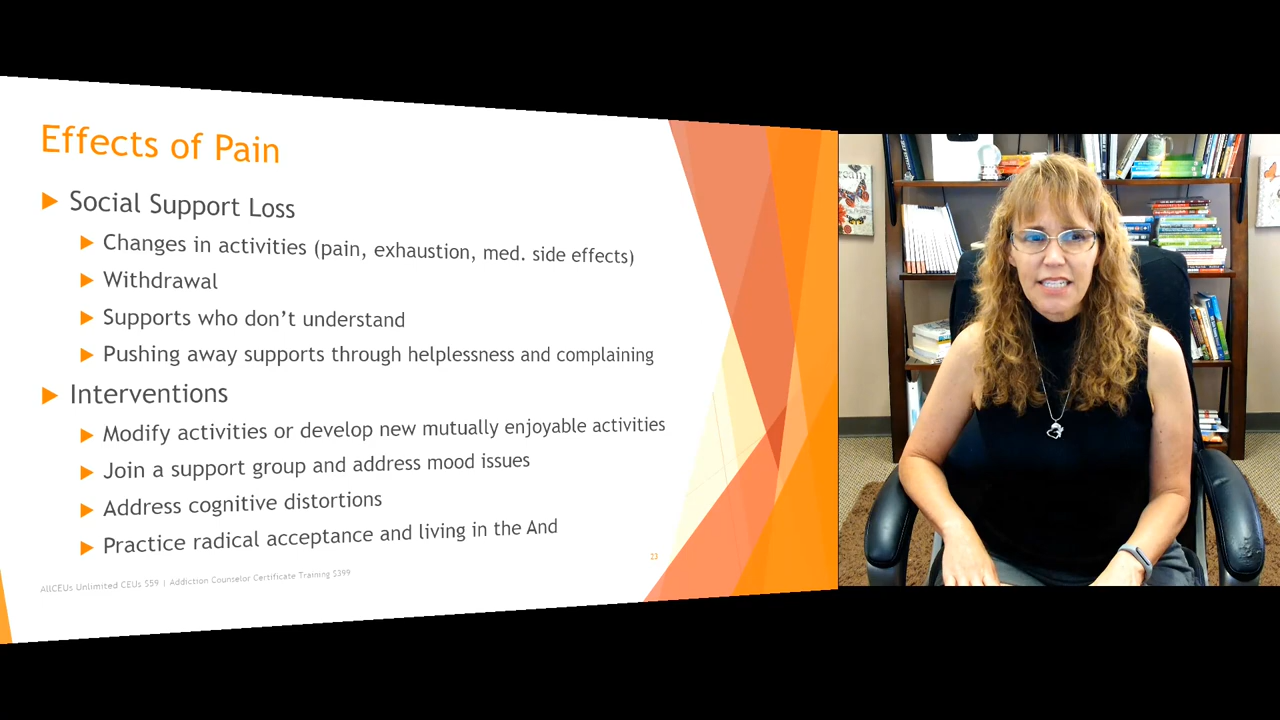 Effects of Pain
Social Support Loss
Changes in activities (pain, exhaustion, med. side effects)
Withdrawal
Supports who don't understand
Pushing away supports through helplessness and complaining
Interventions
Modify activities or develop new mutually enjoyable activities
Join a support group and address mood issues
Address cognitive distortions
Practice radical acceptance and living in the And
23
AllCEUs Unlimited CEUs $59 | Addiction Counselor Certificate Training $399